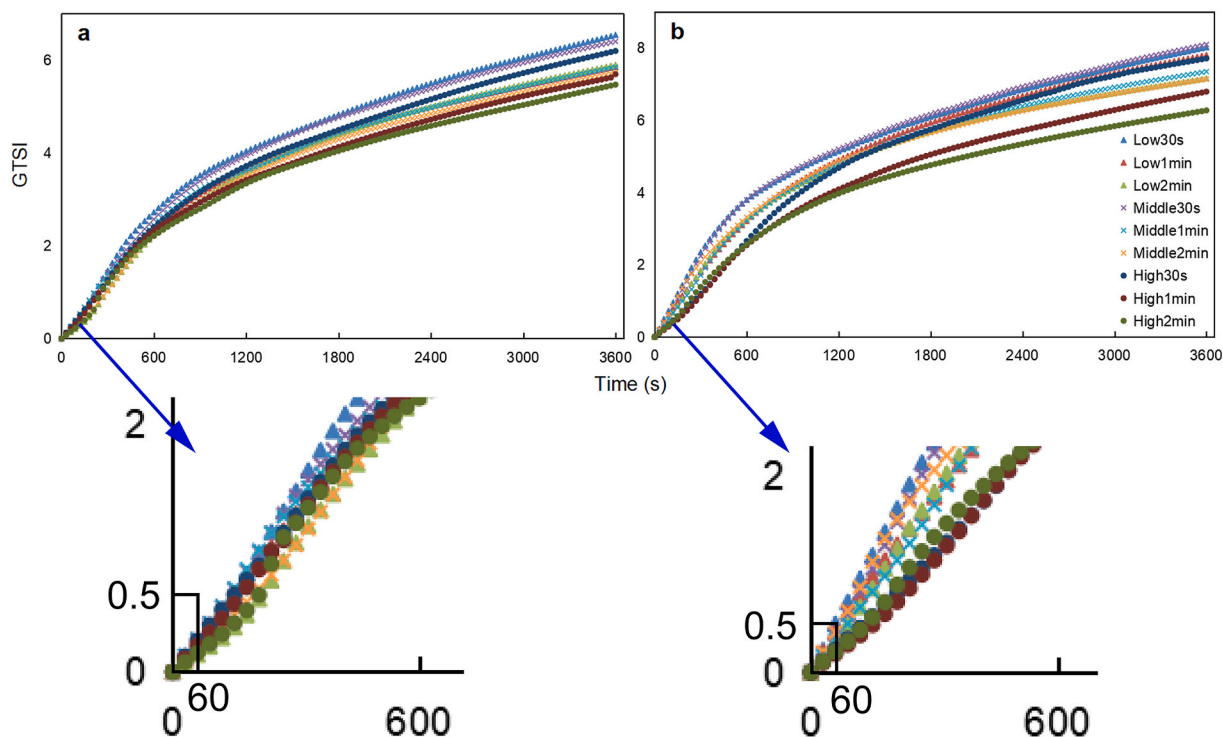 a
b
GTSI
6
4
2
0
0 600 1200 1800 2400 3000 3600
8
6
4
2
0
0 600 1200 1800 2400 3000 3600
Low30s
Low1min
Low2min
Middle30s
Middle1min
Middle2min
High30s
High1min
High2min
Time (s)
2
0.5
0
60
0 600
2
0.5
0
60
0 600